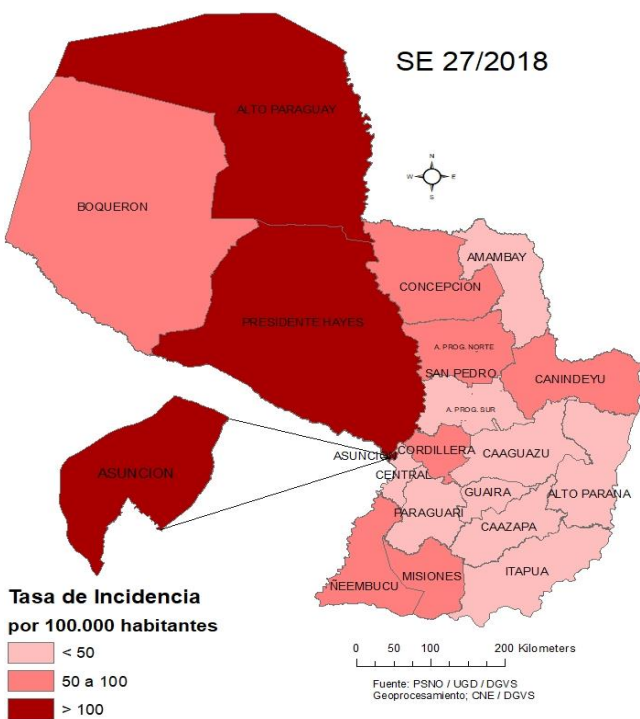 SE 27/2018
N
W
E
S
ALTO PARAGUAY
BOQUERON
AMAMBAY
CONCEPCION
PRESIDENTE HAYES
A. PROG. NORTE
SAN PEDRO
CANINDEYU
A. PROG. SUR
ASUNCION
ASUNCIO
CORDILLERA
CAAGUAZU
CENTRAL
GUAIRA
ALTO PARANA
PARAGUARI
CAAZAPA
ITAPUA
MISIONES
ÑEEMBUCU
Tasa de Incidencia
por 100.000 habitantes
< 50
50 a 100
> 100
0 50 100 200 Kilometers
Fuente: PSNO / UGD / DGVS
Geoprocesamiento; CNE / DGVS